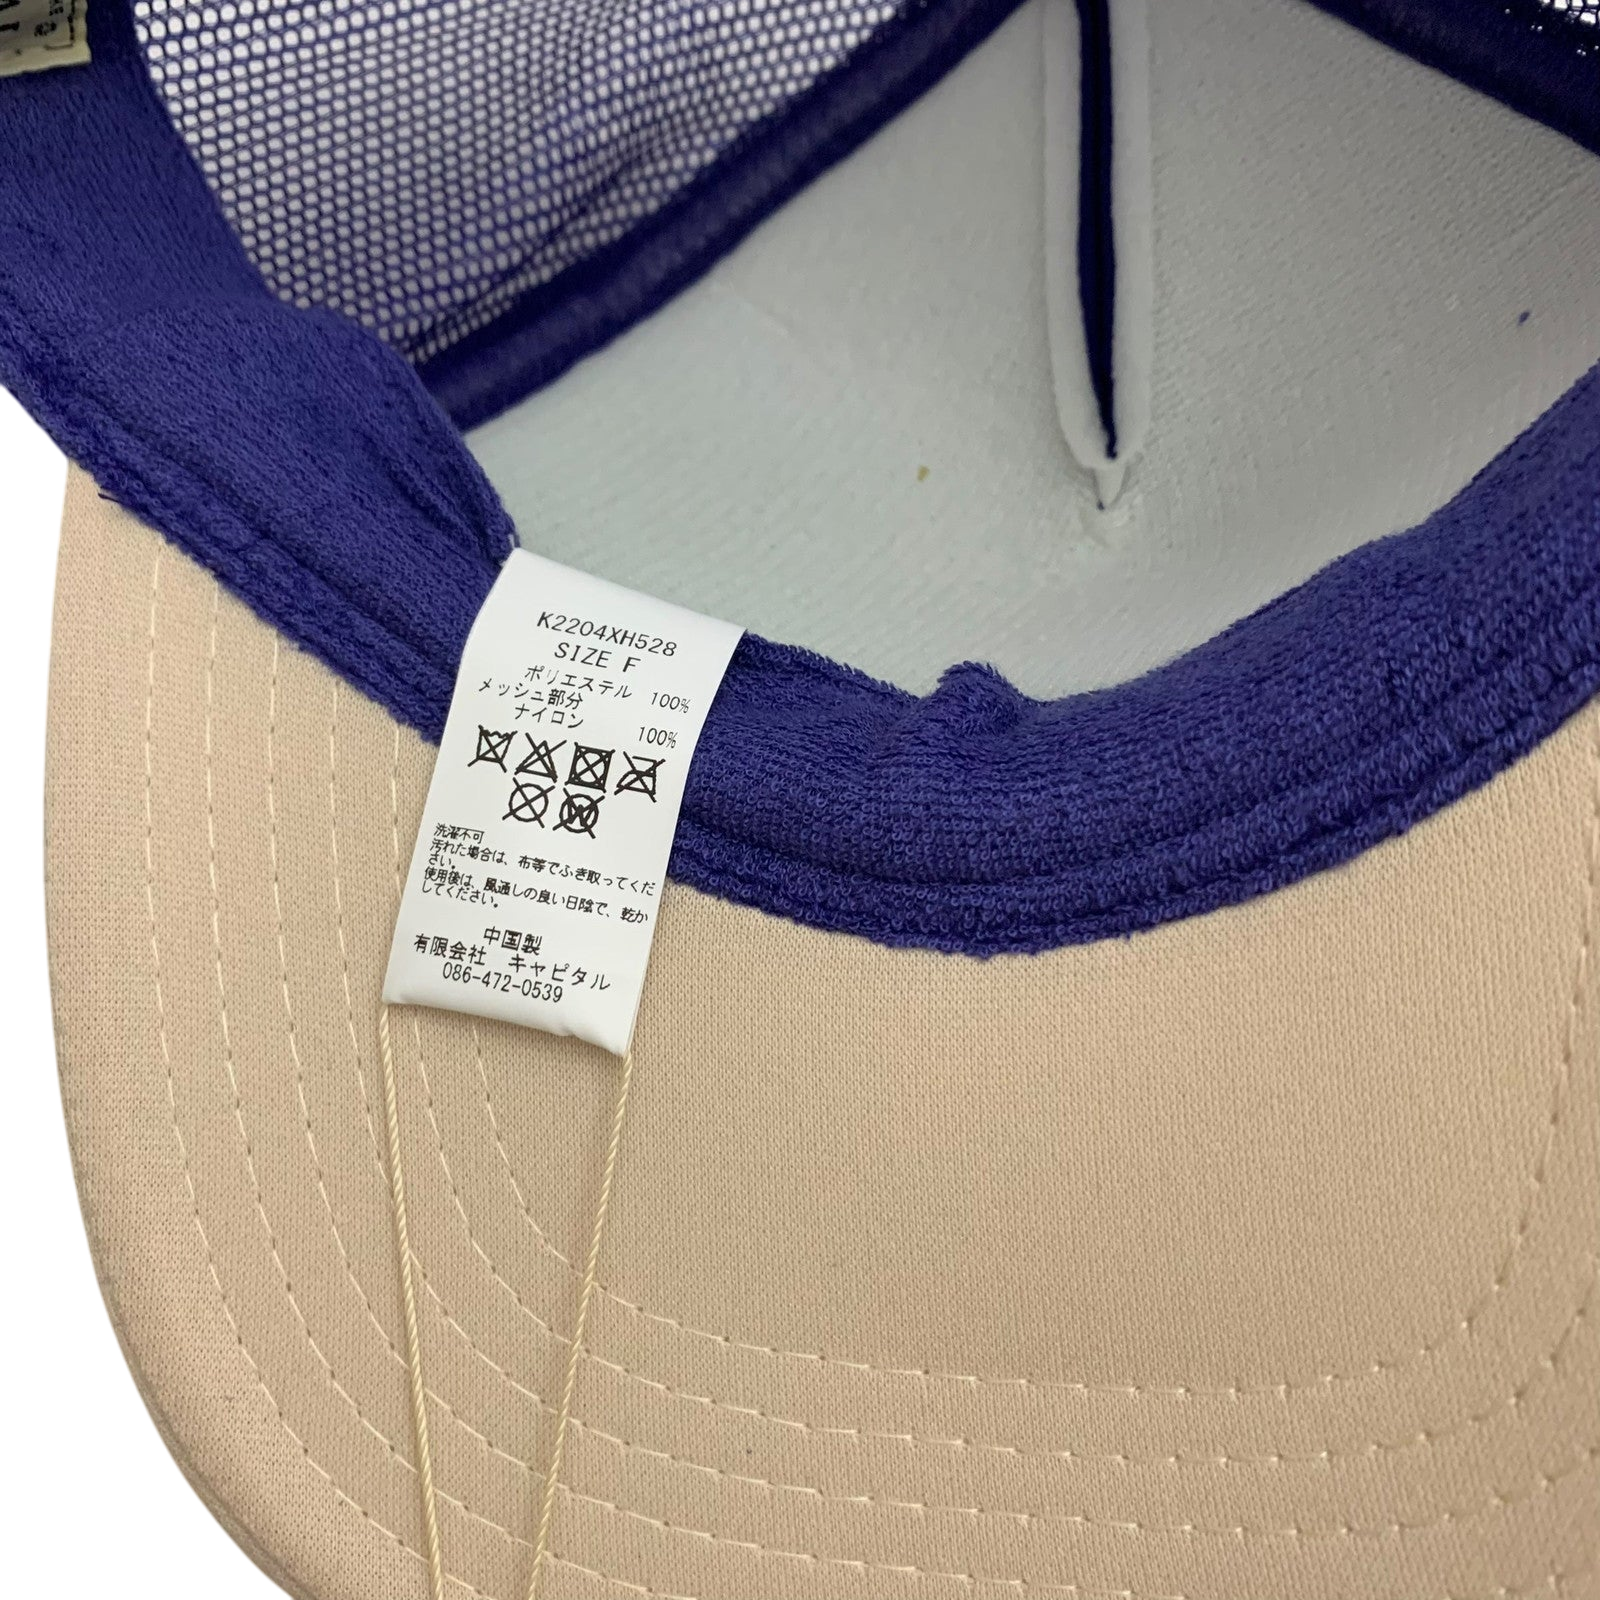 K2204XH528
SIZE F
ポリエステル 100%
メッシュ部分
ナイロン 100%
洗濯不可
汚れた場合は、布等でふき取ってくだ
さい。
使用後は、風通しの良い日陰で、乾か
してください。
中国製
有限会社 キャピタル
086-472-0539